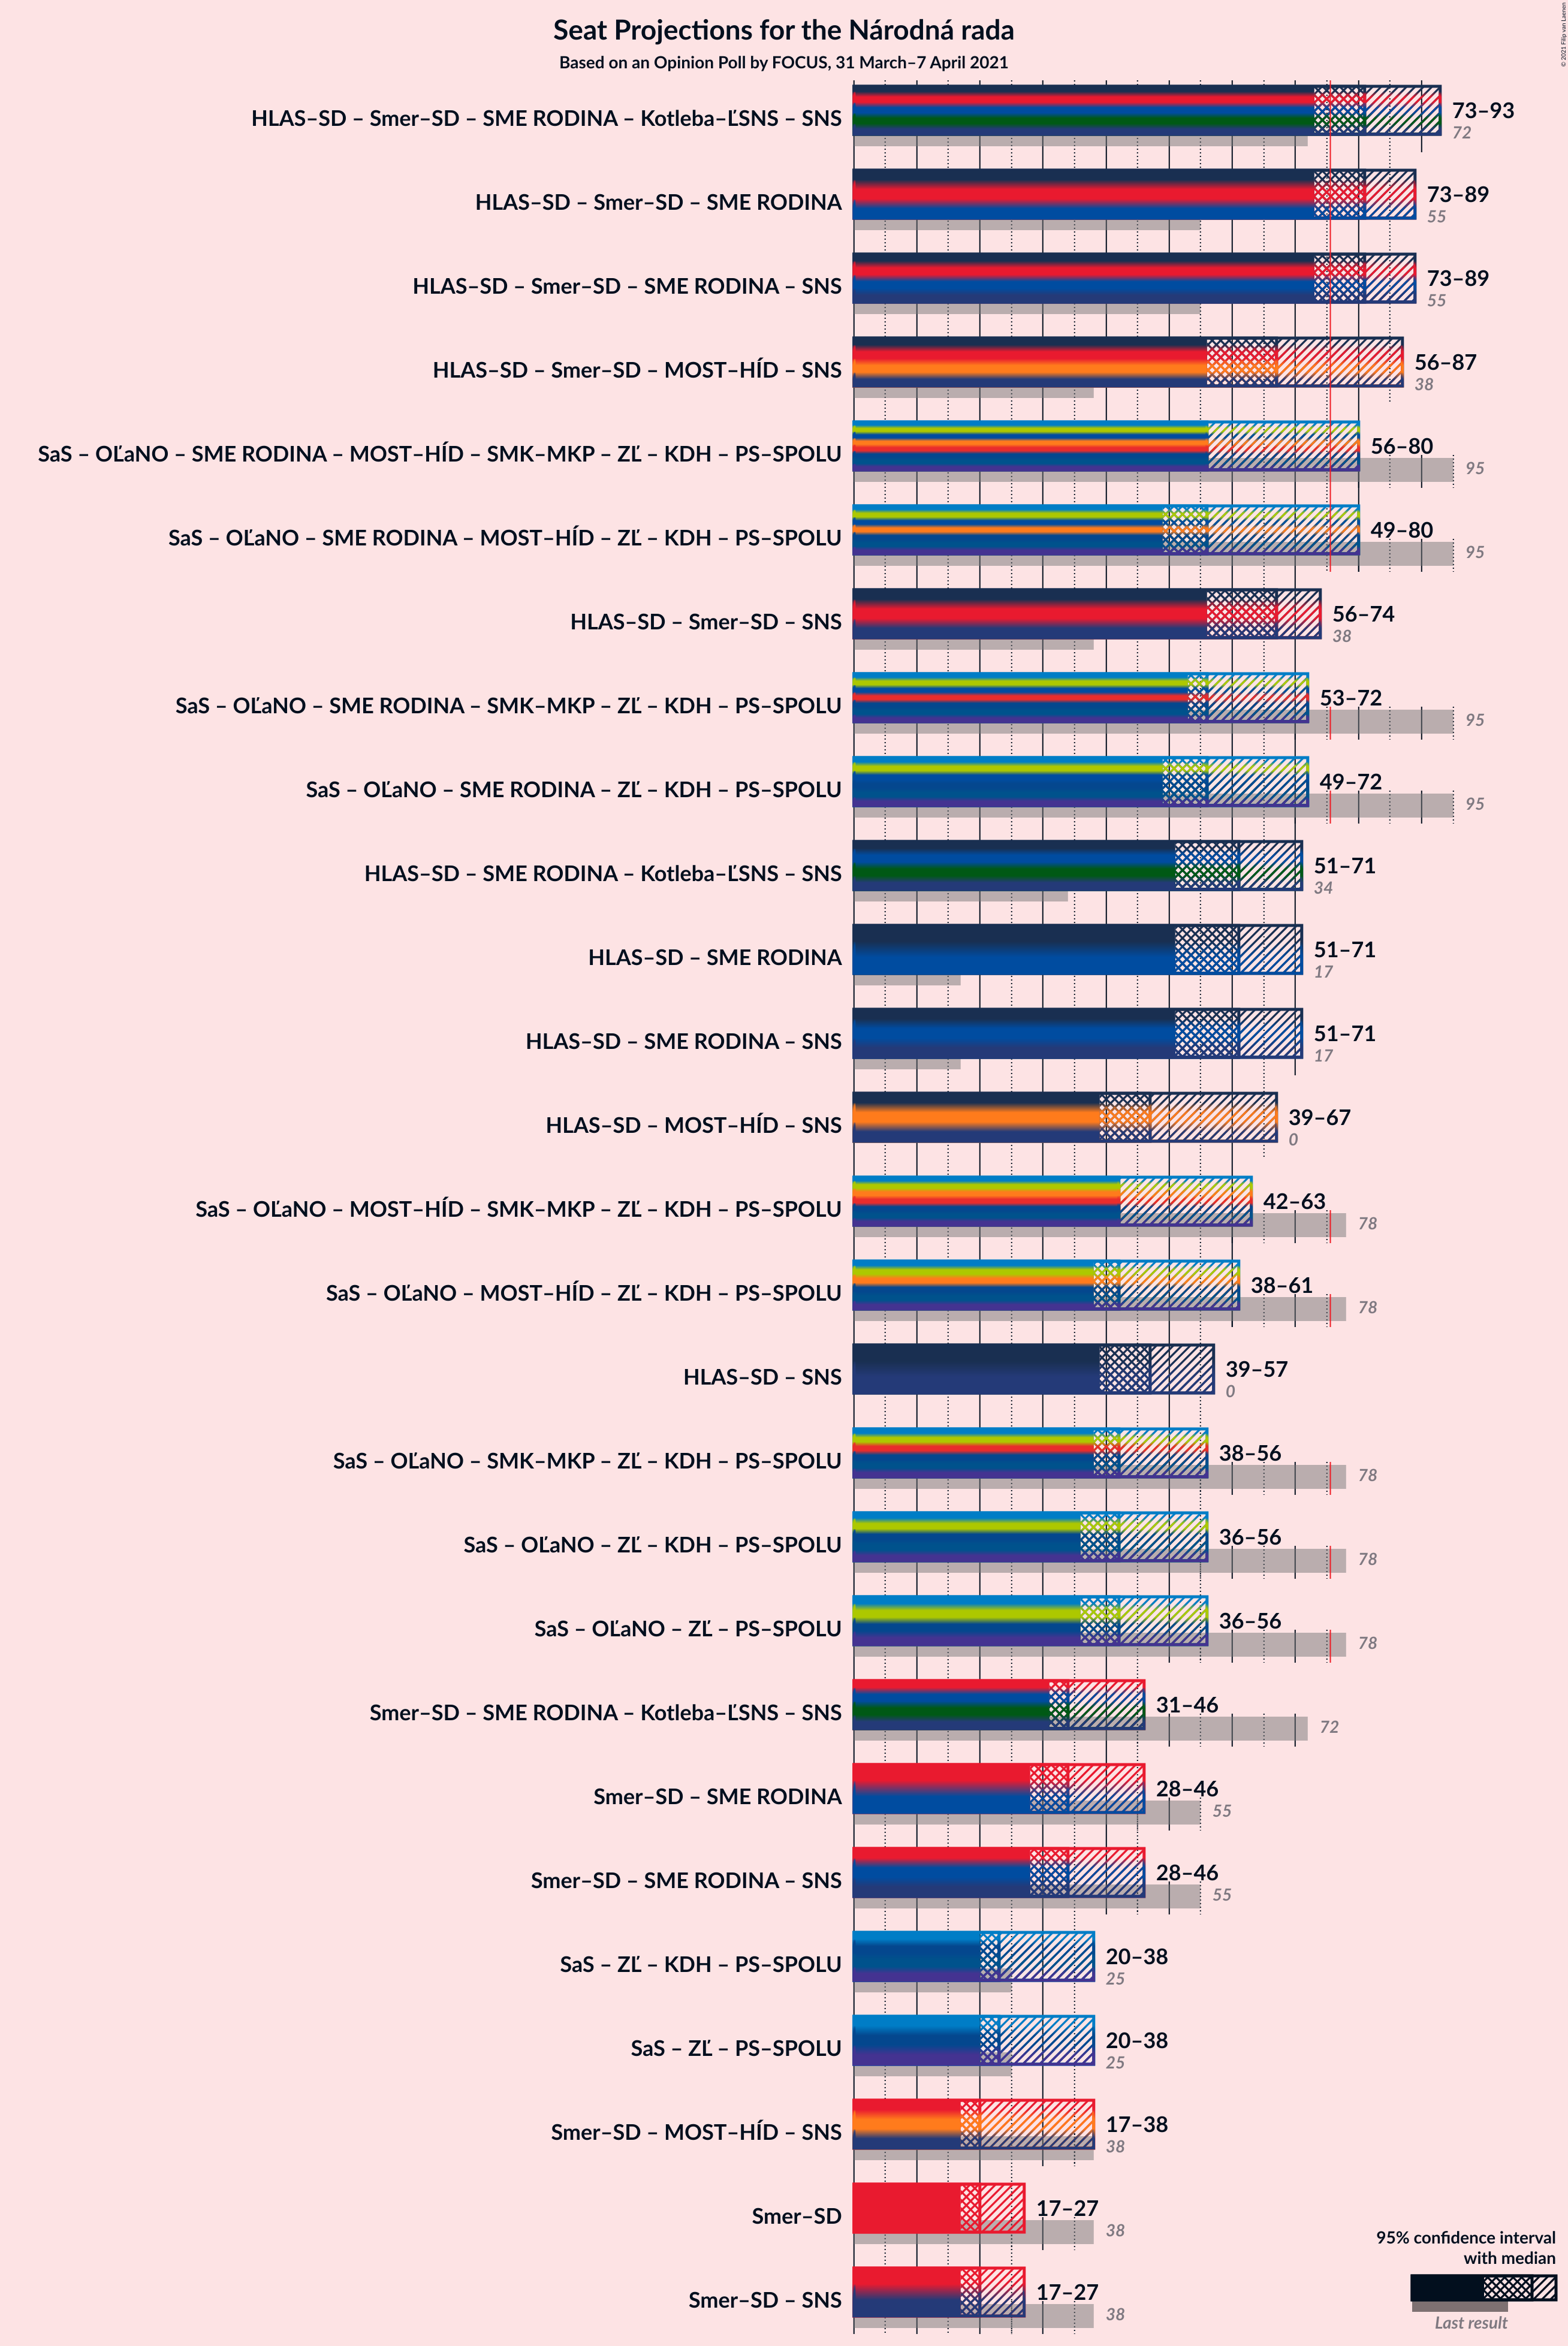 Seat Projections for the Národná rada
Based on an Opinion Poll by FOCUS, 31 March–7 April 2021
© 2021 Filip van Laenen
HLAS–SD – Smer–SD – SME RODINA – Kotleba–ĽSNS – SNS
73–93
72
HLAS–SD – Smer–SD – SME RODINA
73–89
55
HLAS–SD – Smer–SD – SME RODINA – SNS
73–89
55
HLAS–SD – Smer–SD – MOST–HÍD – SNS
56–87
38
SaS – OĽaNO – SME RODINA – MOST–HÍD – SMK–MKP – ZĽ – KDH – PS–SPOLU
56–80
95
SaS – OĽaNO – SME RODINA – MOST–HÍD – ZĽ – KDH – PS–SPOLU
49–80
95
HLAS–SD – Smer–SD – SNS
56–74
38
SaS – OĽaNO – SME RODINA – SMK–MKP – ZĽ – KDH – PS–SPOLU
53–72
95
SaS – OĽaNO – SME RODINA – ZĽ – KDH – PS–SPOLU
49–72
95
HLAS–SD – SME RODINA – Kotleba–ĽSNS – SNS
51–71
34
HLAS–SD – SME RODINA
51–71
17
HLAS–SD – SME RODINA – SNS
51–71
17
HLAS–SD – MOST–HÍD – SNS
39–67
0
SaS – OĽaNO – MOST–HÍD – SMK–MKP – ZĽ – KDH – PS–SPOLU
42–63
78
SaS – OĽaNO – MOST–HÍD – ZĽ – KDH – PS–SPOLU
38–61
78
HLAS–SD – SNS
39–57
0
SaS – OĽaNO – SMK–MKP – ZĽ – KDH – PS–SPOLU
38–56
78
SaS – OĽaNO – ZĽ – KDH – PS–SPOLU
36–56
78
SaS – OĽaNO – ZĽ – PS–SPOLU
36–56
78
Smer–SD – SME RODINA – Kotleba–ĽSNS – SNS
31–46
72
Smer–SD – SME RODINA
28–46
55
Smer–SD – SME RODINA – SNS
28–46
55
SaS – ZĽ – KDH – PS–SPOLU
20–38
25
SaS – ZĽ – PS–SPOLU
20–38
25
Smer–SD – MOST–HÍD – SNS
17–38
38
Smer–SD
17–27
38
Smer–SD – SNS
17–27
38
95% confidence interval
with median
Last result